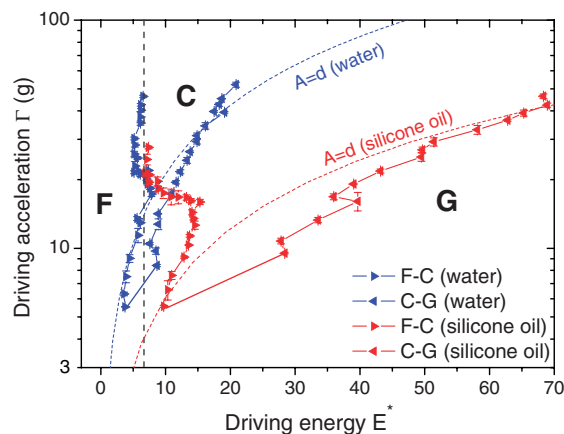 100
C
A=d (water)
A=d (silicone oil)
F
G
10
3
Driving acceleration Γ (g)
F-C (water)
C-G (water)
F-C (silicone oil)
C-G (silicone oil)
0 10 20 30 40 50 60 70
Driving energy E*